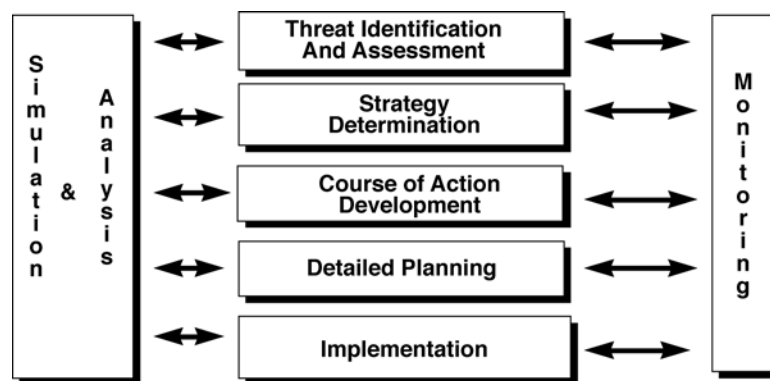 Simulation
&
Analysis
Threat Identification
And Assessment
Strategy
Determination
Course of Action
Development
Detailed Planning
Implementation
Monitoring